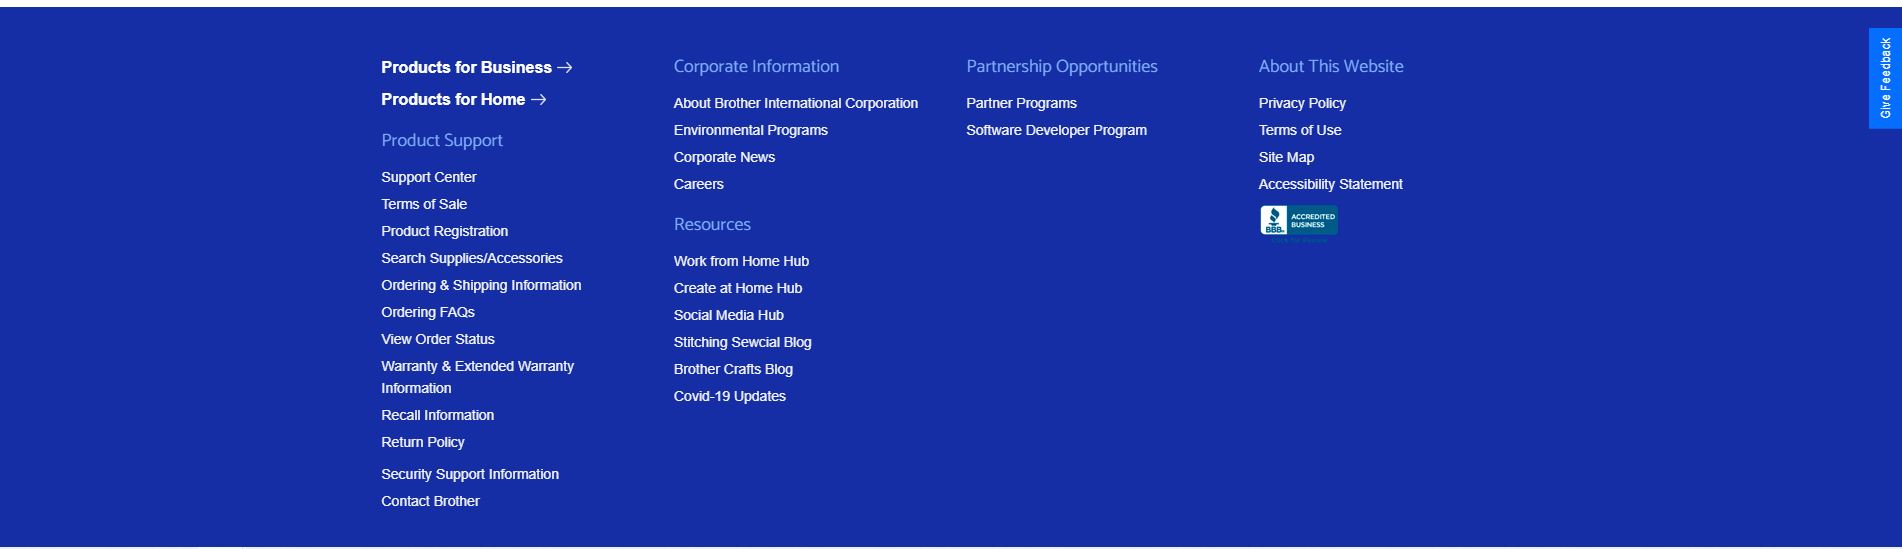 Products for Business →
Products for Home →
Product Support
Support Center
Terms of Sale
Product Registration
Search Supplies/Accessories
Ordering & Shipping Information
Ordering FAQs
View Order Status
Warranty & Extended Warranty
Information
Recall Information
Return Policy
Security Support Information
Contact Brother
Corporate Information
About Brother International Corporation
Environmental Programs
Corporate News
Careers
Resources
Work from Home Hub
Create at Home Hub
Social Media Hub
Stitching Sewcial Blog
Brother Crafts Blog
Covid-19 Updates
Partnership Opportunities
Partner Programs
Software Developer Program
About This Website
Privacy Policy
Terms of Use
Site Map
Accessibility Statement
BBB.
ACCREDITED
BUSINESS
Click for Review
Give Feedback